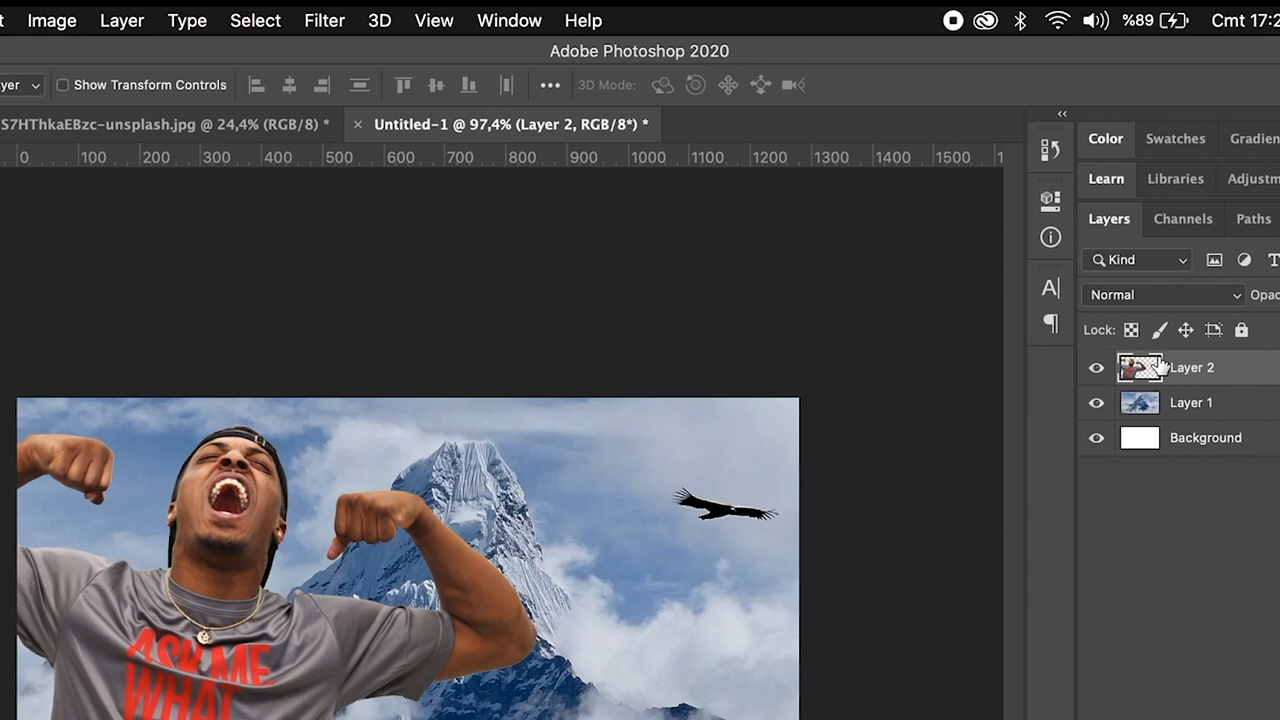 t Image Layer Type Select Filter 3D View Window Help %89 Cmt 17:2
Adobe Photoshop 2020
yer Show Transform Controls ••• 3D Mode:
S7HThkaEBzc-unsplash.jpg @ 24,4% (RGB/8) * × Untitled-1 @ 97,4% (Layer 2, RGB/8*) *
0 100 200 300 400 500 600 700 800 900 1000 1100 1200 1300 1400 1500 1
Color Swatches Gradien
Learn Libraries Adjustm
Layers Channels Paths
Kind T
Normal Opac
Lock:
Layer 2
Layer 1
Background
ASK ME
WHAT